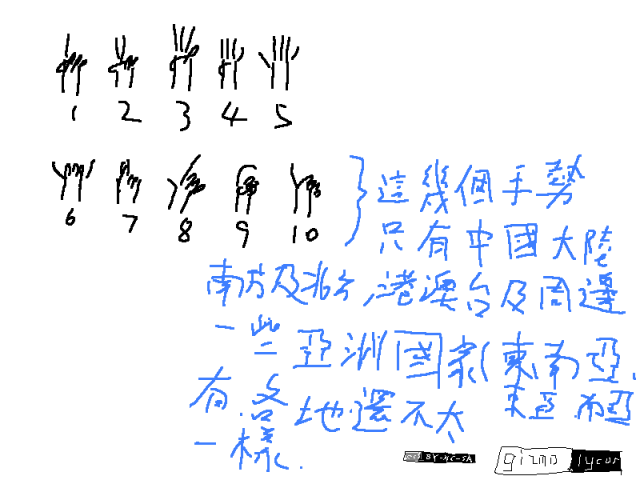 1 2 3 4 5
6 7 8 9 10
這幾個手勢
只有中國大陸
南方及北方,港澳台及周邊
一些亞洲國家(東南亞.
東亞.南亞
有.各地還不太
一樣.
cc BY-NC-SA
gizmo lycus